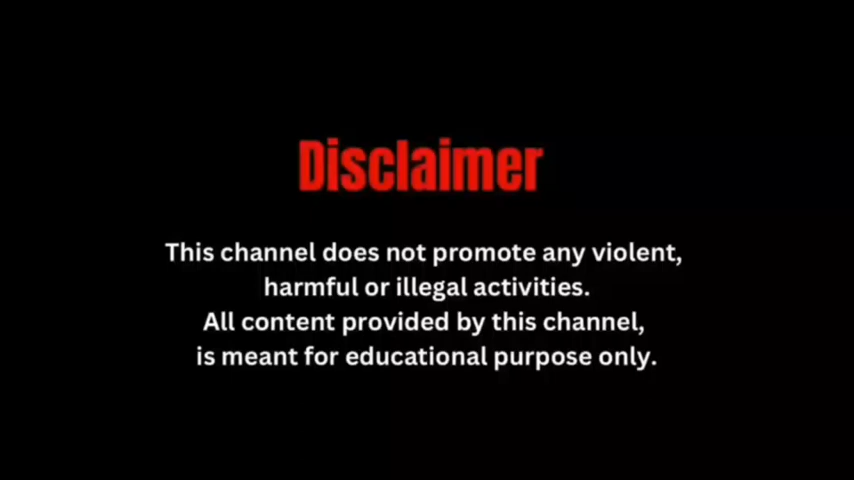 Disclaimer
This channel does not promote any violent,
harmful or illegal activities.
All content provided by this channel,
is meant for educational purpose only.